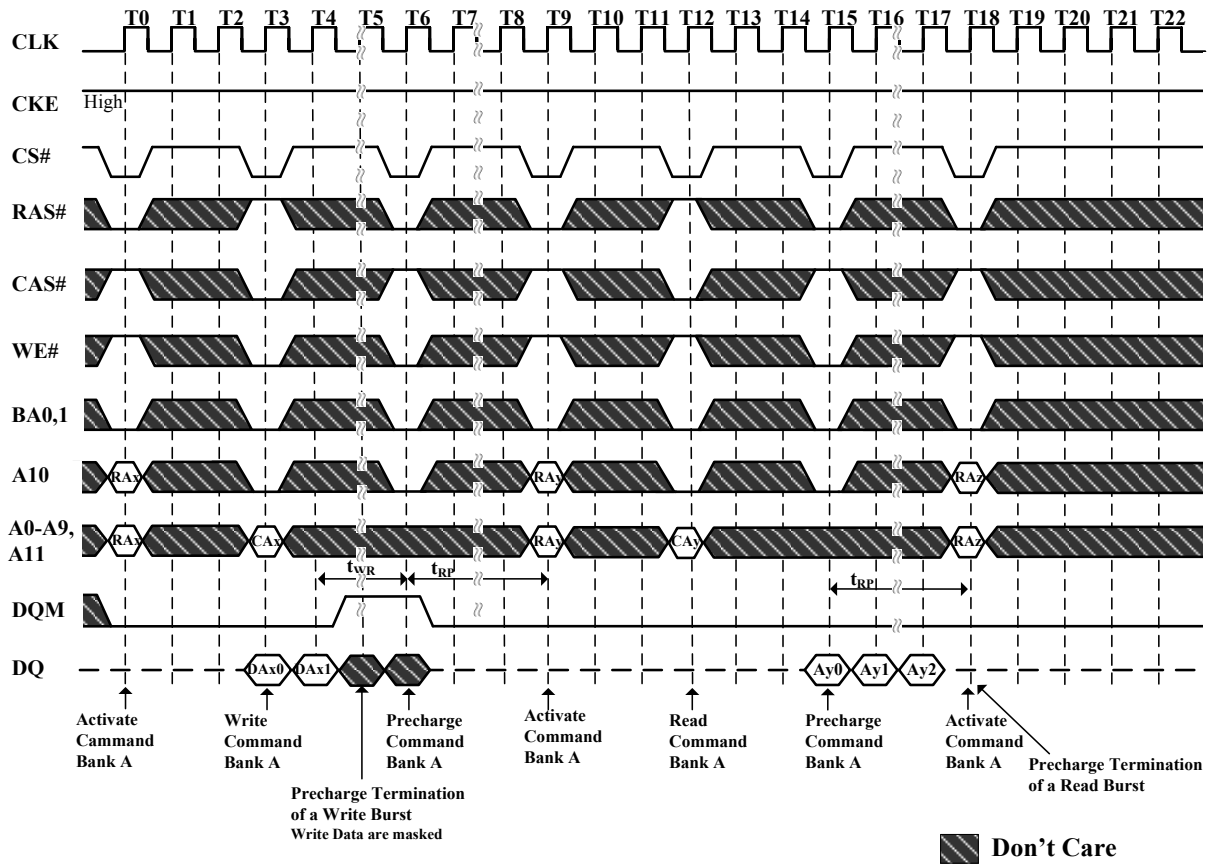 T0 T1 T2 T3 T4 T5 T6 T7 T8 T9 T10 T11 T12 T13 T14 T15 T16 T17 T18 T19 T20 T21 T22
CLK
CKE High
CS#
RAS#
CAS#
WE#
BA0,1
A10 RAx RAy RAz
A0-A9,
A11 RAx CAx RAy CAy RAz
tWR tRP tRP
DQM
DQ DAx0 DAx1 Ay0 Ay1 Ay2
Activate
Cammand
Bank A
Write
Command
Bank A
Precharge
Command
Bank A
Activate
Command
Bank A
Read
Command
Bank A
Precharge
Command
Bank A
Activate
Command
Bank A
Precharge Termination
of a Read Burst
Precharge Termination
of a Write Burst
Write Data are masked
Don't Care